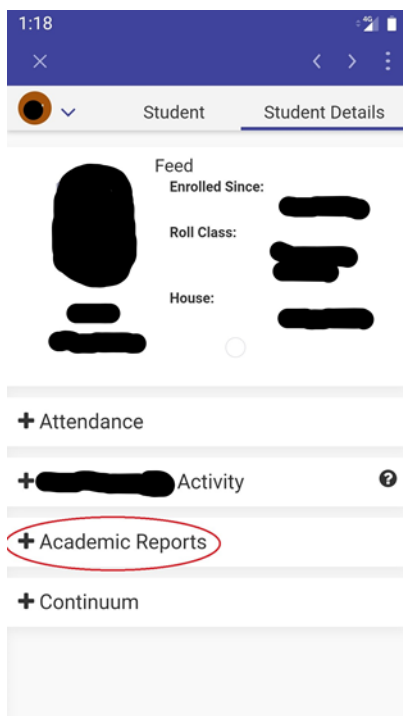 1:18
4G
Student Student Details
Feed
Enrolled Since:
Roll Class:
House:
Attendance
Activity
Academic Reports
Continuum